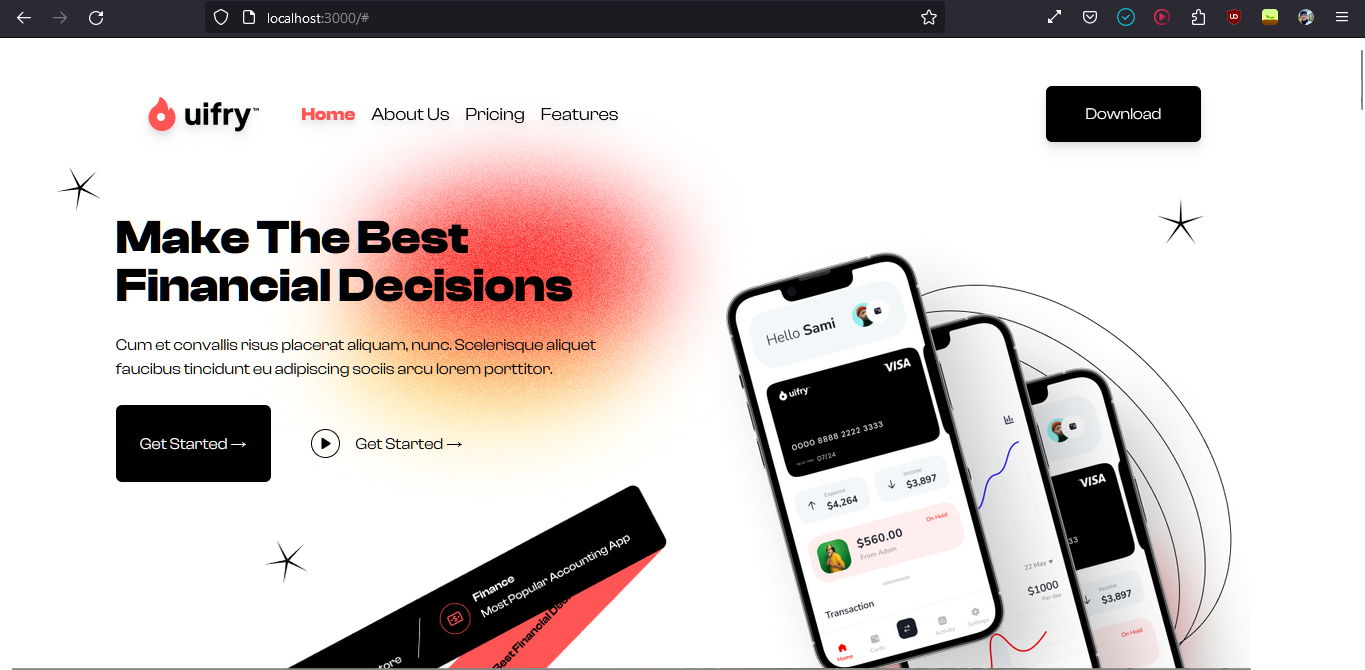 localhost:3000/#
uifry™
Home
About Us
Pricing
Features
Download
Make The Best
Financial Decisions
Cum et convallis risus placerat aliquam, nunc. Scelerisque aliquet
faucibus tincidunt eu adipiscing sociis arcu lorem porttitor.
Get Started →
Get Started →
Finance
Most Popular Accounting App
Best Financial
Hello Sami
uifry
VISA
0000 8888 2222 3333
07/24
Expence
$4,264
Income
$3,897
On Hold
$560.00
From Adom
Transaction
Home
Cards
Activity
Settings
22 May
$1000
Per day
VISA
33
Income
$3,897
On Hold